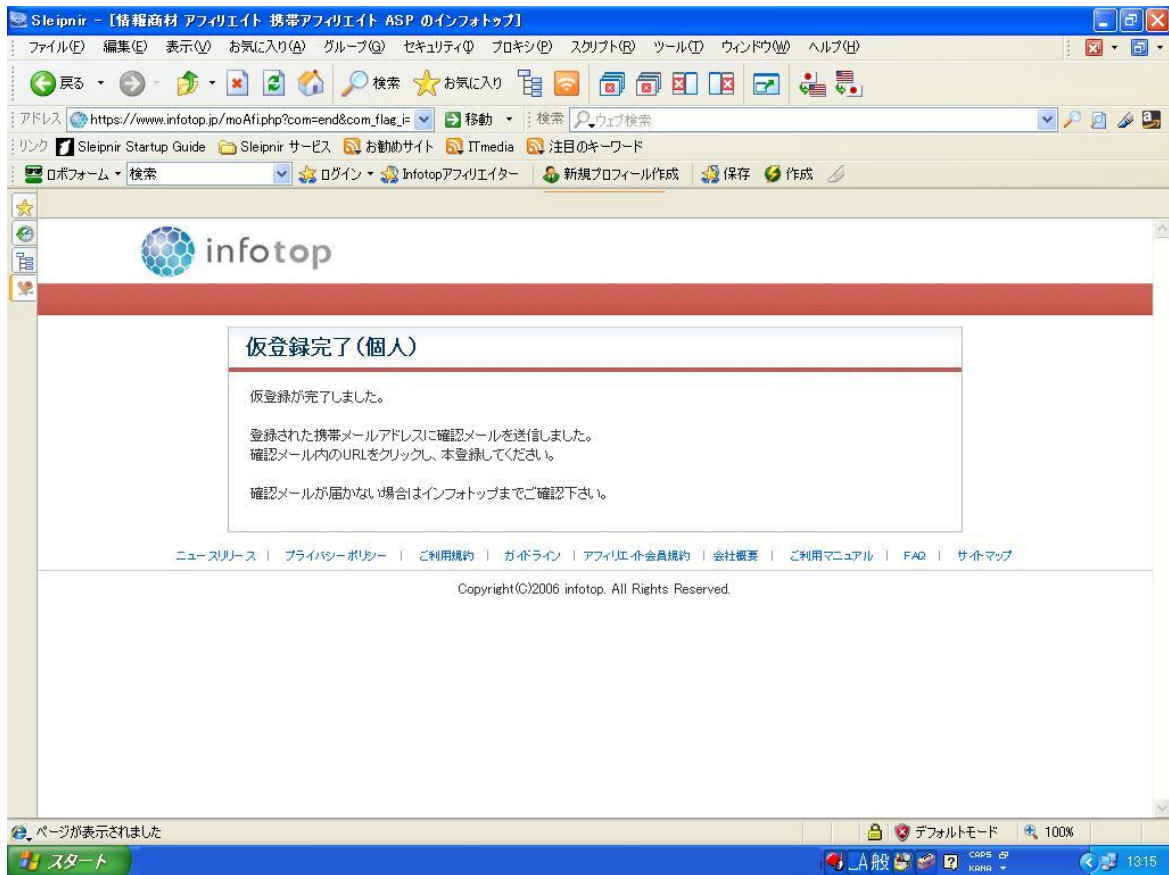 Sleipnir - [情報商材 アフィリエイト 携帯アフィリエイト ASP のインフォトップ]
ファイル(F) 編集(E) 表示(V) お気に入り(A) グループ(G) セキュリティ(I) プロキシ(P) スクリプト(R) ツール(T) ウィンドウ(W) ヘルプ(H)
戻る 検索 お気に入り
アドレス https://www.infotop.jp/moAfi.php?com=end&com_flag_i= 移動 検索 ウェブ検索
リンク Sleipnir Startup Guide Sleipnir サービス お勧めサイト ITmedia 注目のキーワード
ロボフォーム 検索 ログイン Infotopアフィリエイター 新規プロフィール作成 保存 作成
infotop
仮登録完了(個人)
仮登録が完了しました。
登録された携帯メールアドレスに確認メールを送信しました。
確認メール内のURLをクリックし、本登録してください。
確認メールが届かない場合はインフォトップまでご確認下さい。
ニュースリリース | プライバシーポリシー | ご利用規約 | ガイドライン | アフィリエイト会員規約 | 会社概要 | ご利用マニュアル | FAQ | サイトマップ
Copyright(C)2006 infotop. All Rights Reserved.
ページが表示されました デフォルトモード 100%
スタート A 般 CAPS KANA 13:15